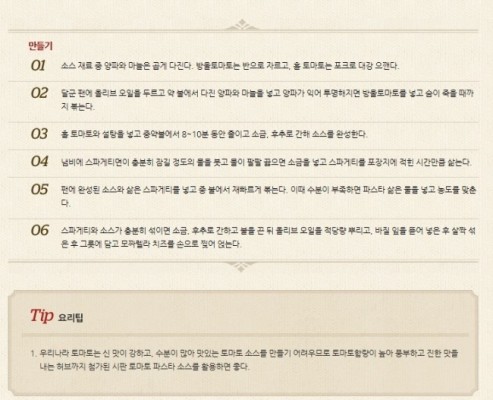 만들기
01 소스 재료 중 양파와 마늘은 곱게 다진다. 방울토마토는 반으로 자르고, 홀 토마토는 포크로 대강 으깬다.
02 달군 팬에 올리브 오일을 두르고 약 불에서 다진 양파와 마늘을 넣고 양파가 익어 투명하지면 방울토마토를 넣고 숨이 죽을 때까
지 볶는다.
03 홀 토마토와 설탕을 넣고 중약불에서 8~10분 동안 졸이고 소금, 후추로 간해 소스를 완성한다.
04 냄비에 스파게티면이 충분히 잠길 정도의 물을 붓고 물이 팔팔 끓으면 소금을 넣고 스파게티를 포장지에 적힌 시간만큼 삶는다.
05 팬에 완성된 소스와 삶은 스파게티를 넣고 중 불에서 재빠르게 볶는다. 이때 수분이 부족하면 파스타 삶은 물을 넣고 농도를 맞춘
다.
06 스파게티와 소스가 충분히 섞이면 소금, 후추로 간하고 불을 끈 뒤 올리브 오일을 적당량 뿌리고, 바질 잎을 뜯어 넣은 후 살짝 섞
은 후 그릇에 담고 모짜렐라 치즈를 손으로 찢어 얹는다.
Tip 요리팁
1. 우리나라 토마토는 신 맛이 강하고, 수분이 많아 맛있는 토마토 소스를 만들기 어려우므로 토마토함량이 높아 풍부하고 진한 맛을
내는 허브까지 첨가된 시판 토마토 파스타 소스를 활용하면 좋다.